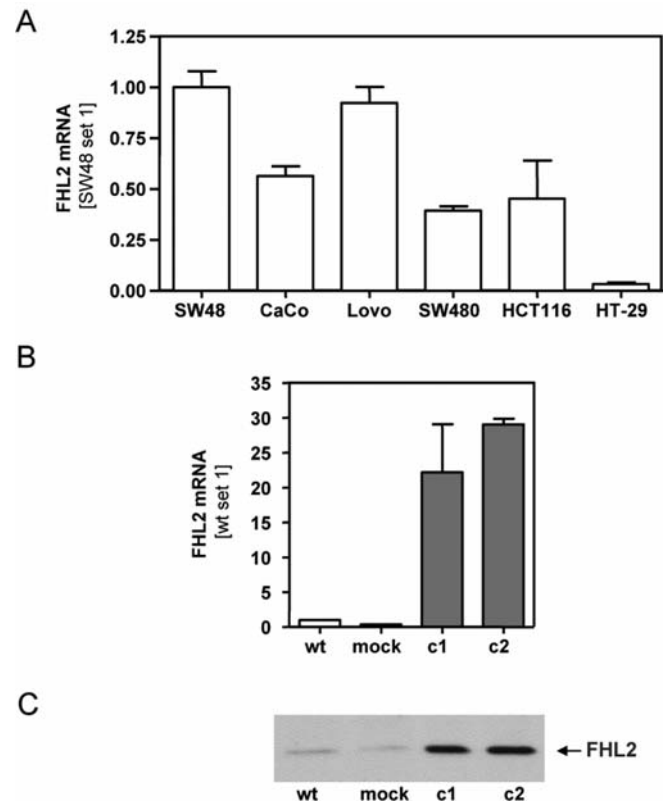 A
FHL2 mRNA
[SW48 set 1]
1.25
1.00
0.75
0.50
0.25
0.00
SW48 CaCo Lovo SW480 HCT116 HT-29
B
FHL2 mRNA
[wt set 1]
35
30
25
20
15
10
5
0
wt mock c1 c2
C
← FHL2
wt mock c1 c2